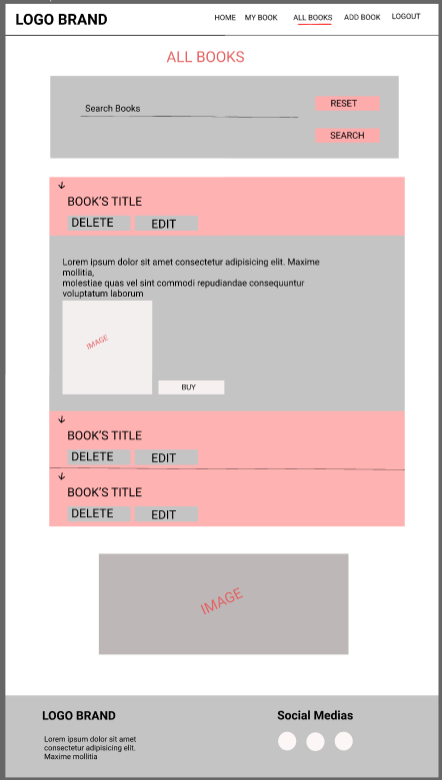 LOGO BRAND
HOME MY BOOK ALL BOOKS ADD BOOK LOGOUT
ALL BOOKS
Search Books
RESET
SEARCH
BOOK'S TITLE
DELETE EDIT
Lorem ipsum dolor sit amet consectetur adipisicing elit. Maxime
mollitia,
molestiae quas vel sint commodi repudiandae consequuntur
voluptatum laborum
IMAGE
BUY
BOOK'S TITLE
DELETE EDIT
BOOK'S TITLE
DELETE EDIT
IMAGE
LOGO BRAND
Lorem ipsum dolor sit amet
consectetur adipisicing elit.
Maxime mollitia
Social Medias